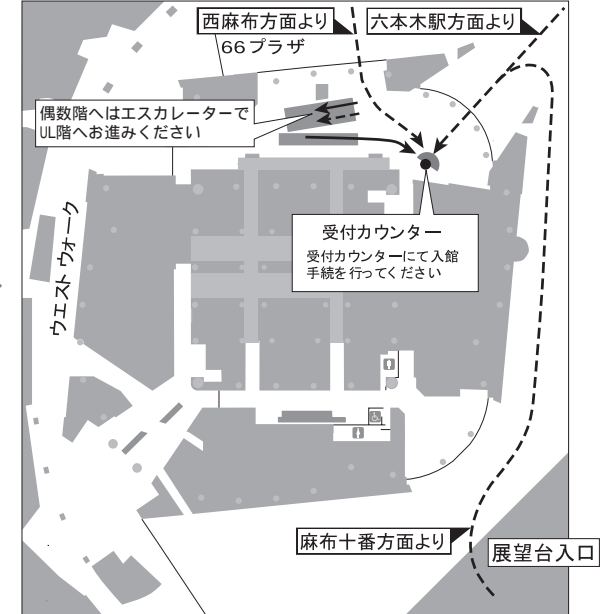 西麻布方面より
六本木駅方面より
66プラザ
偶数階へはエスカレーターで
UL階へお進みください
受付カウンター
受付カウンターにて入館
手続を行ってください
ウエスト ウォーク
麻布十番方面より
展望台入口